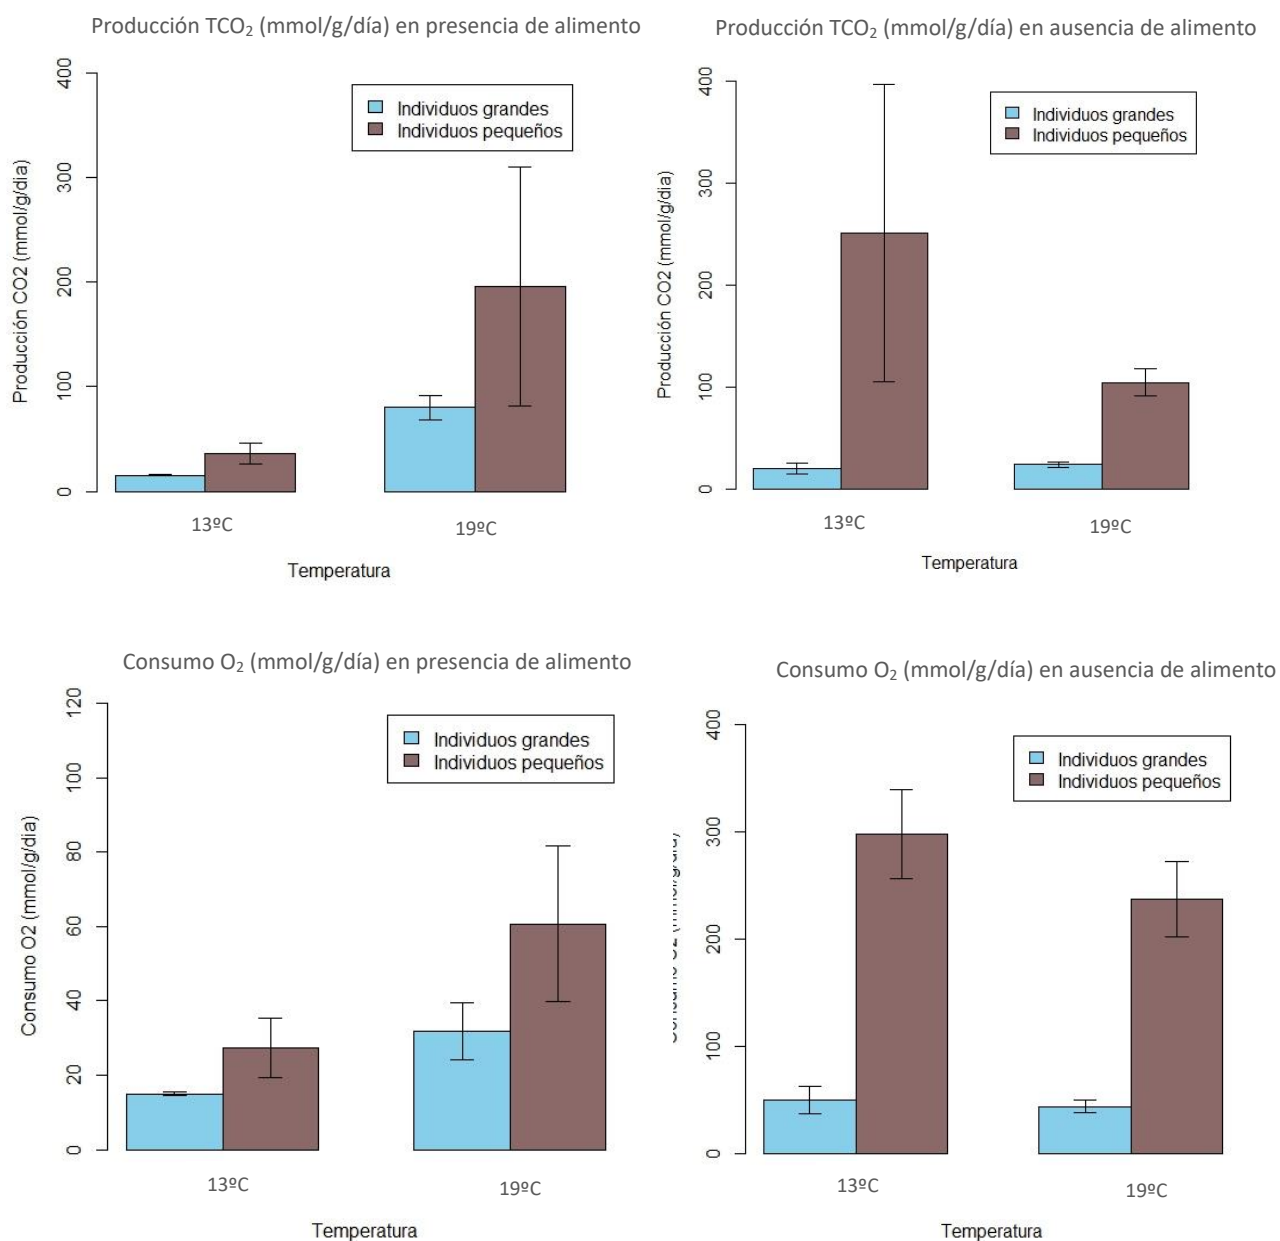 Producción TCO₂ (mmol/g/día) en presencia de alimento
400
300
200
100
0
Producción CO2 (mmol/g/dia)
Individuos grandes
Individuos pequeños
13ºC
19ºC
Temperatura
Producción TCO₂ (mmol/g/día) en ausencia de alimento
400
300
200
100
0
Producción CO2 (mmol/g/dia)
Individuos grandes
Individuos pequeños
13ºC
19ºC
Temperatura
Consumo O₂ (mmol/g/día) en presencia de alimento
120
100
80
60
40
20
0
Consumo O2 (mmol/g/dia)
Individuos grandes
Individuos pequeños
13ºC
19ºC
Temperatura
Consumo O₂ (mmol/g/día) en ausencia de alimento
400
300
200
100
0
Consumo O2 (mmol/g/dia)
Individuos grandes
Individuos pequeños
13ºC
19ºC
Temperatura